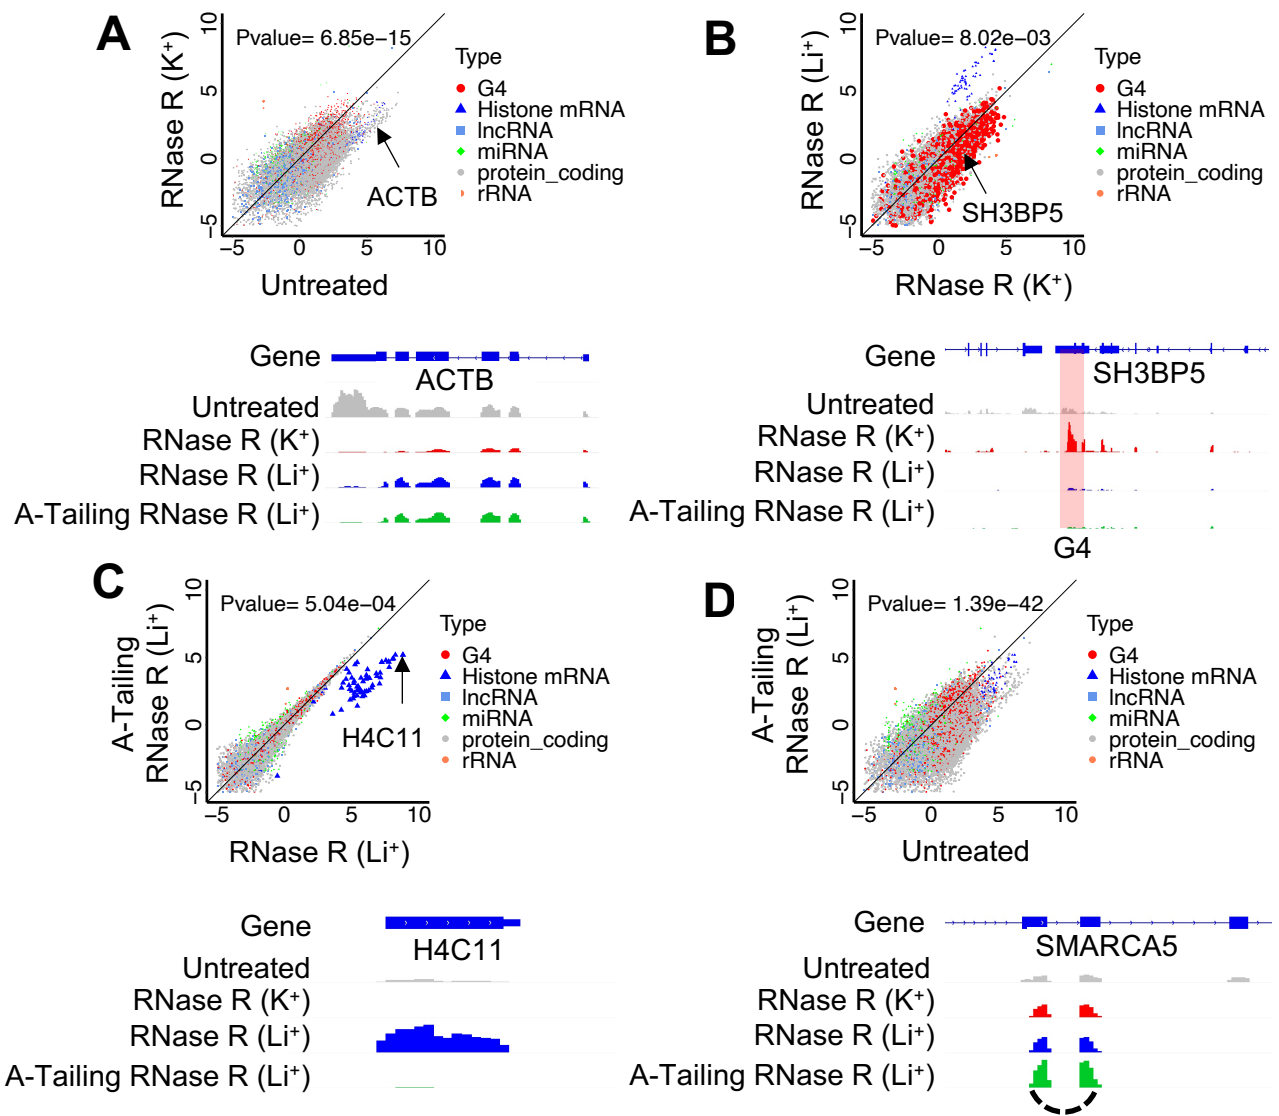 A
Pvalue= 6.85e−15
RNase R (K⁺)
10
5
0
−5
−5
0
5
10
Untreated
ACTB
Type
G4
Histone mRNA
lncRNA
miRNA
protein_coding
rRNA
Gene
ACTB
Untreated
RNase R (K⁺)
RNase R (Li⁺)
A-Tailing RNase R (Li⁺)
B
Pvalue= 8.02e−03
RNase R (Li⁺)
10
5
0
−5
−5
0
5
10
RNase R (K⁺)
SH3BP5
Type
G4
Histone mRNA
lncRNA
miRNA
protein_coding
rRNA
Gene
SH3BP5
Untreated
RNase R (K⁺)
RNase R (Li⁺)
A-Tailing RNase R (Li⁺)
G4
C
Pvalue= 5.04e−04
A-Tailing
RNase R (Li⁺)
10
5
0
−5
−5
0
5
10
RNase R (Li⁺)
H4C11
Type
G4
Histone mRNA
lncRNA
miRNA
protein_coding
rRNA
Gene
H4C11
Untreated
RNase R (K⁺)
RNase R (Li⁺)
A-Tailing RNase R (Li⁺)
D
Pvalue= 1.39e−42
A-Tailing
RNase R (Li⁺)
10
5
0
−5
−5
0
5
10
Untreated
Type
G4
Histone mRNA
lncRNA
miRNA
protein_coding
rRNA
Gene
SMARCA5
Untreated
RNase R (K⁺)
RNase R (Li⁺)
A-Tailing RNase R (Li⁺)